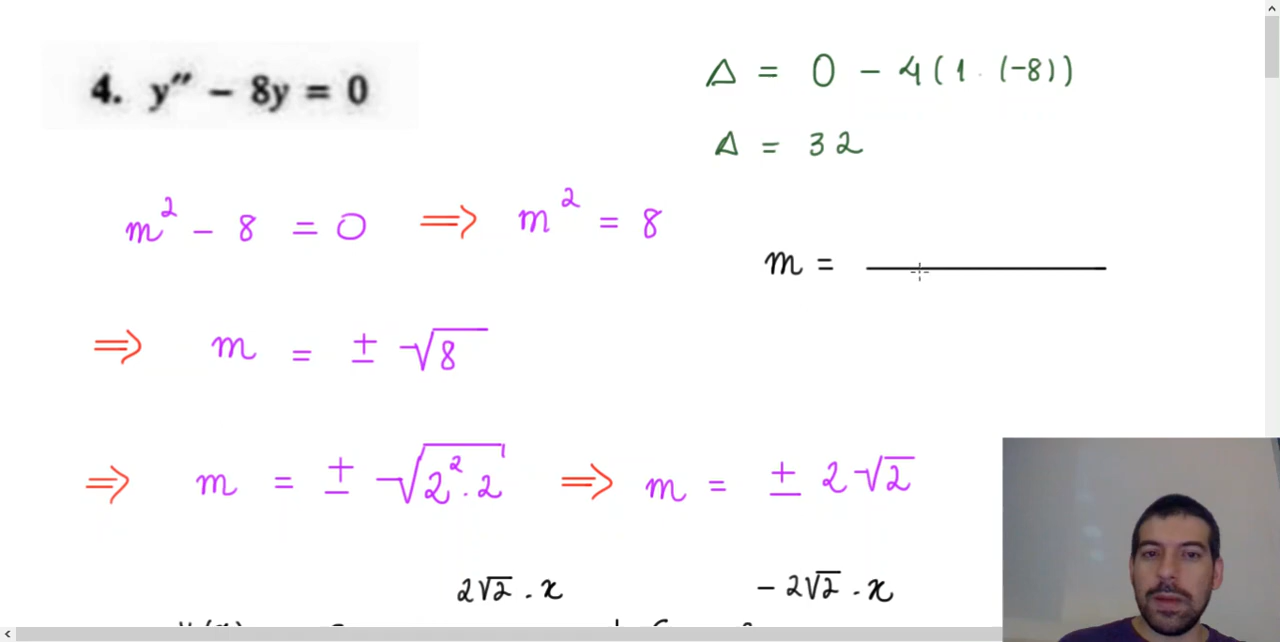 4. y″ − 8y = 0
Δ = 0 − 4(1 · (−8))
Δ = 32
m² − 8 = 0 ⟹ m² = 8
m =
⟹ m = ± √8
⟹ m = ± √2².2 ⟹ m = ± 2√2
2√2 . x − 2√2 . x